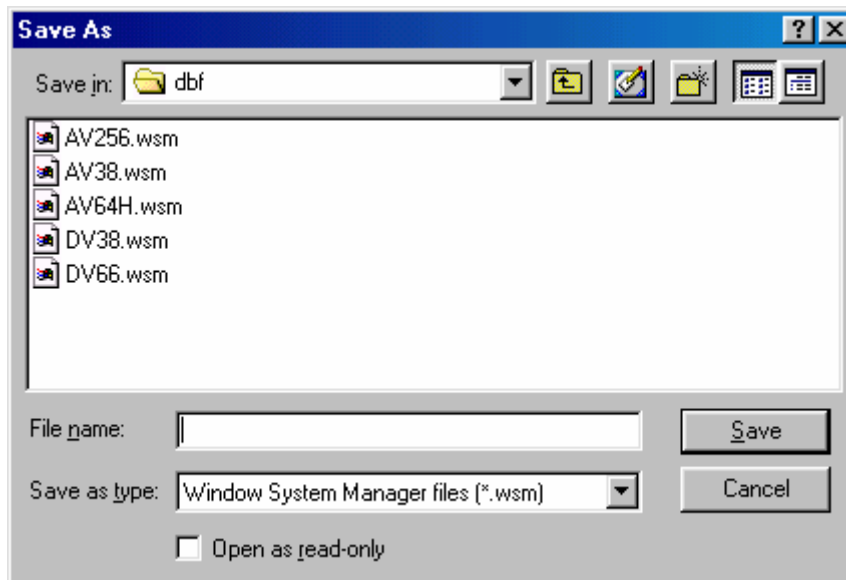 Save As
Save in: dbf
AV256.wsm
AV38.wsm
AV64H.wsm
DV38.wsm
DV66.wsm
File name:
Save
Save as type: Window System Manager files (*.wsm)
Cancel
Open as read-only